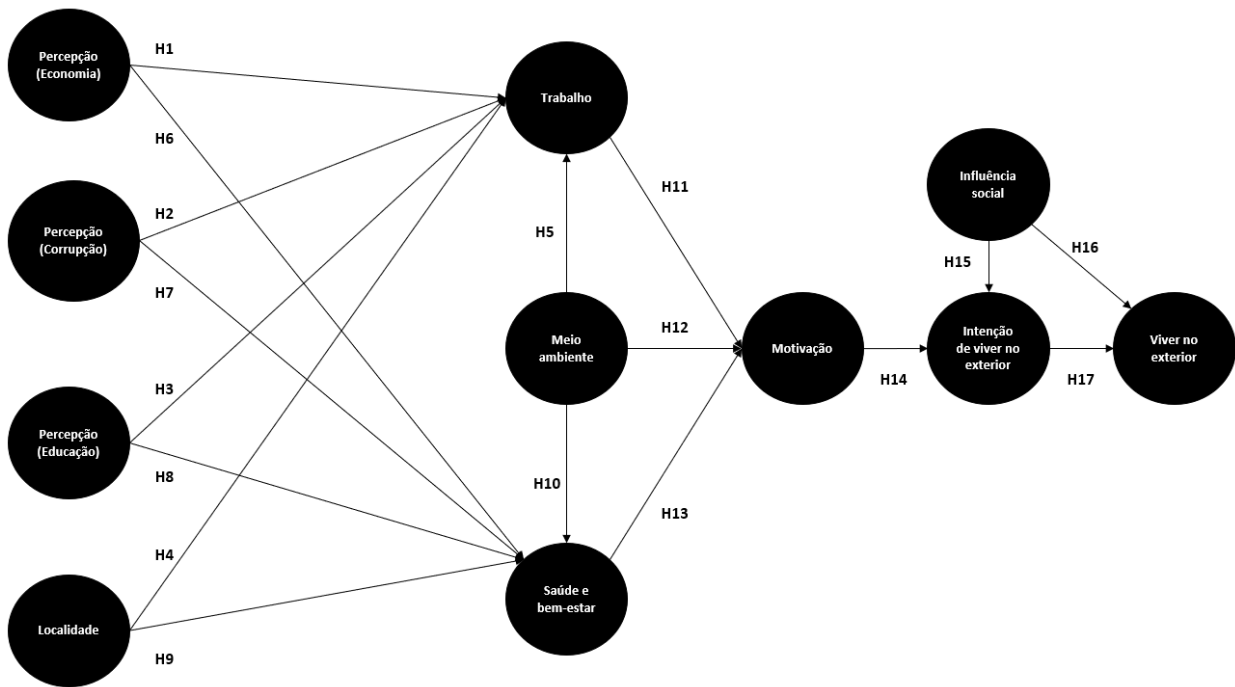 Percepção
(Economia)
H1
H6
Percepção
(Corrupção)
H2
H7
Percepção
(Educação)
H3
H8
Localidade
H4
H9
Trabalho
H5
Meio
ambiente
H10
Saúde e
bem-estar
H11
H12
H13
Motivação
H14
Influência
social
H15
H16
Intenção
de viver no
exterior
H17
Viver no
exterior